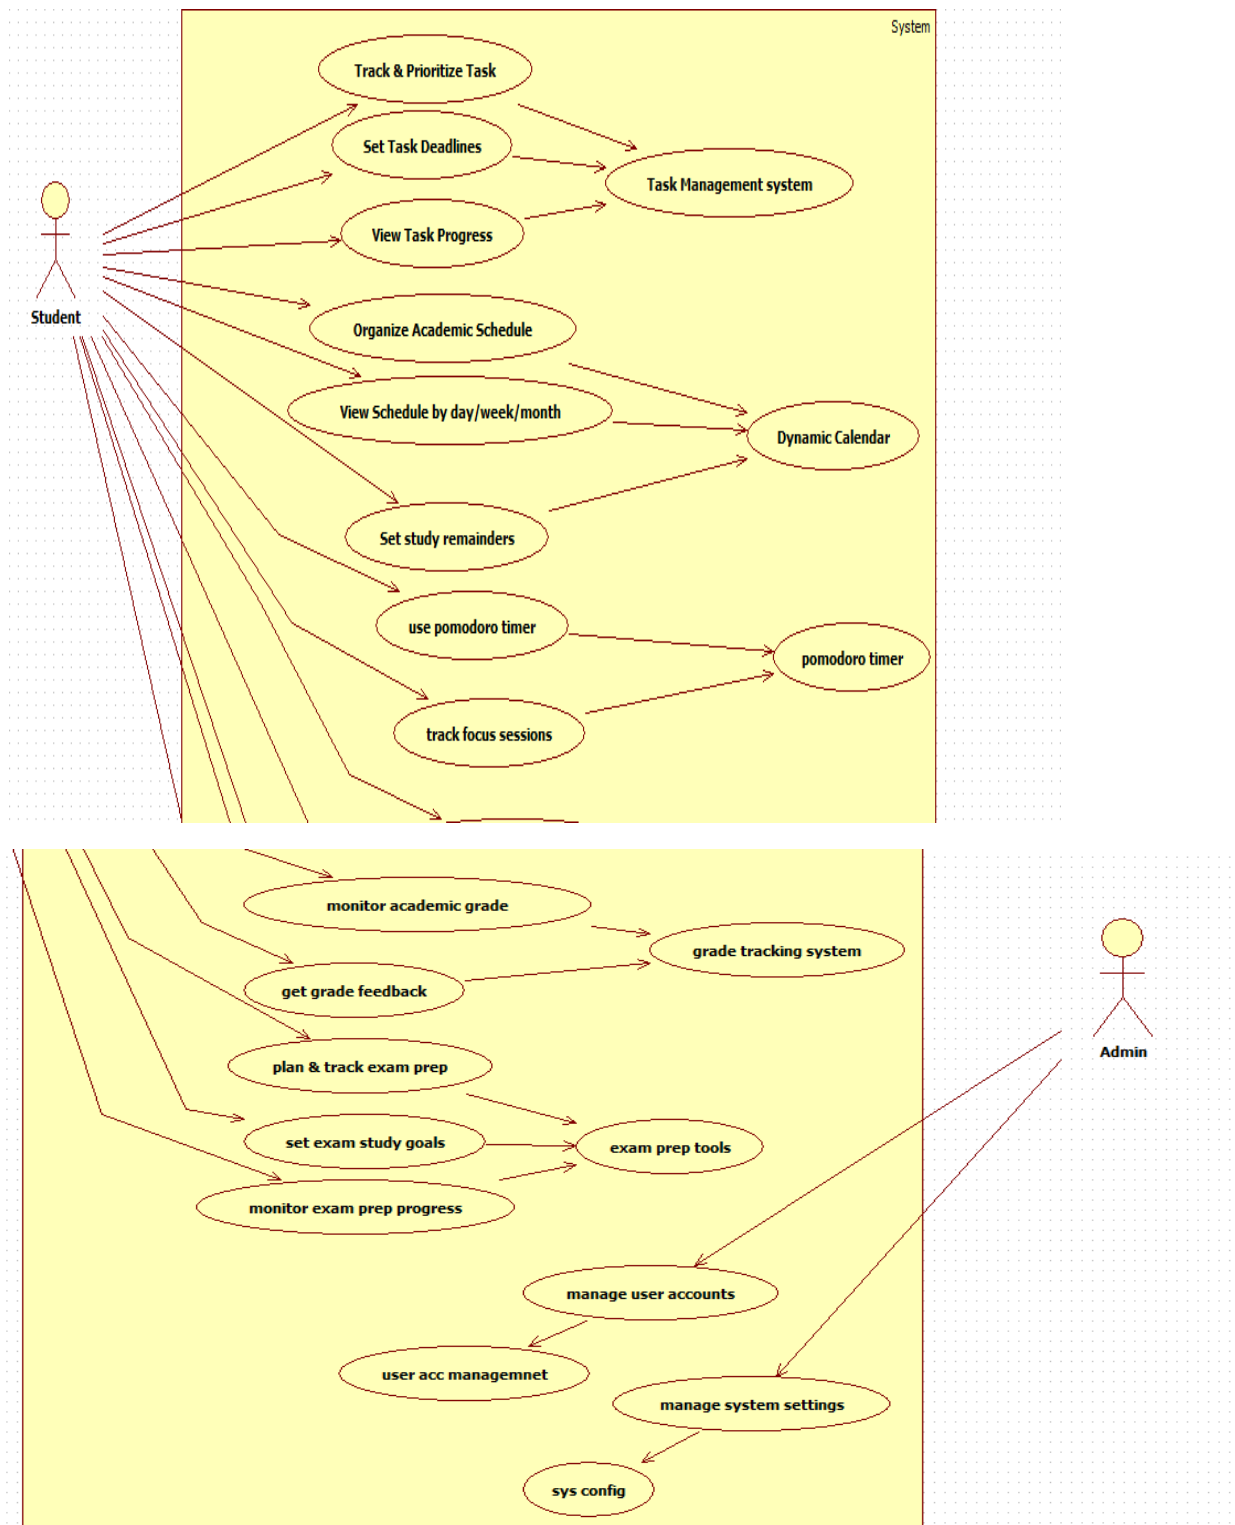 System
Track & Prioritize Task
Set Task Deadlines
Task Management system
View Task Progress
Student
Organize Academic Schedule
View Schedule by day/week/month
Dynamic Calendar
Set study remainders
use pomodoro timer
pomodoro timer
track focus sessions
monitor academic grade
grade tracking system
get grade feedback
Admin
plan & track exam prep
set exam study goals
exam prep tools
monitor exam prep progress
manage user accounts
user acc managemnet
manage system settings
sys config